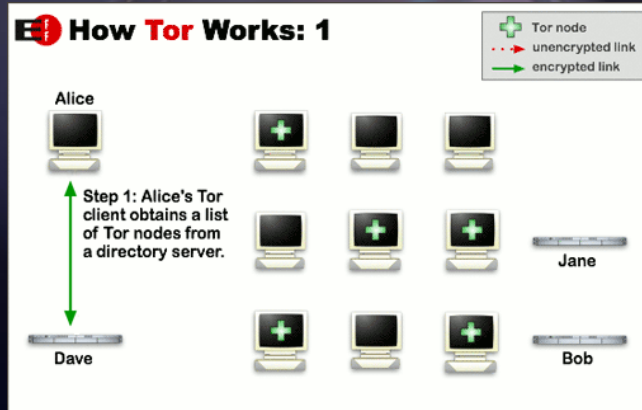 EFF How Tor Works: 1
Tor node
unencrypted link
encrypted link
Alice
Step 1: Alice's Tor
client obtains a list
of Tor nodes from
a directory server.
Jane
Dave
Bob